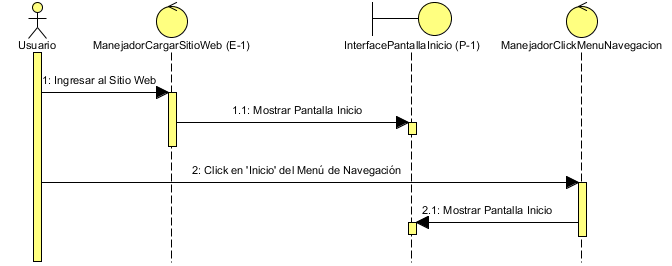 Usuario
ManejadorCargarSitioWeb (E-1)
InterfacePantallaInicio (P-1)
ManejadorClickMenuNavegacion
1: Ingresar al Sitio Web
1.1: Mostrar Pantalla Inicio
2: Click en 'Inicio' del Menú de Navegación
2.1: Mostrar Pantalla Inicio